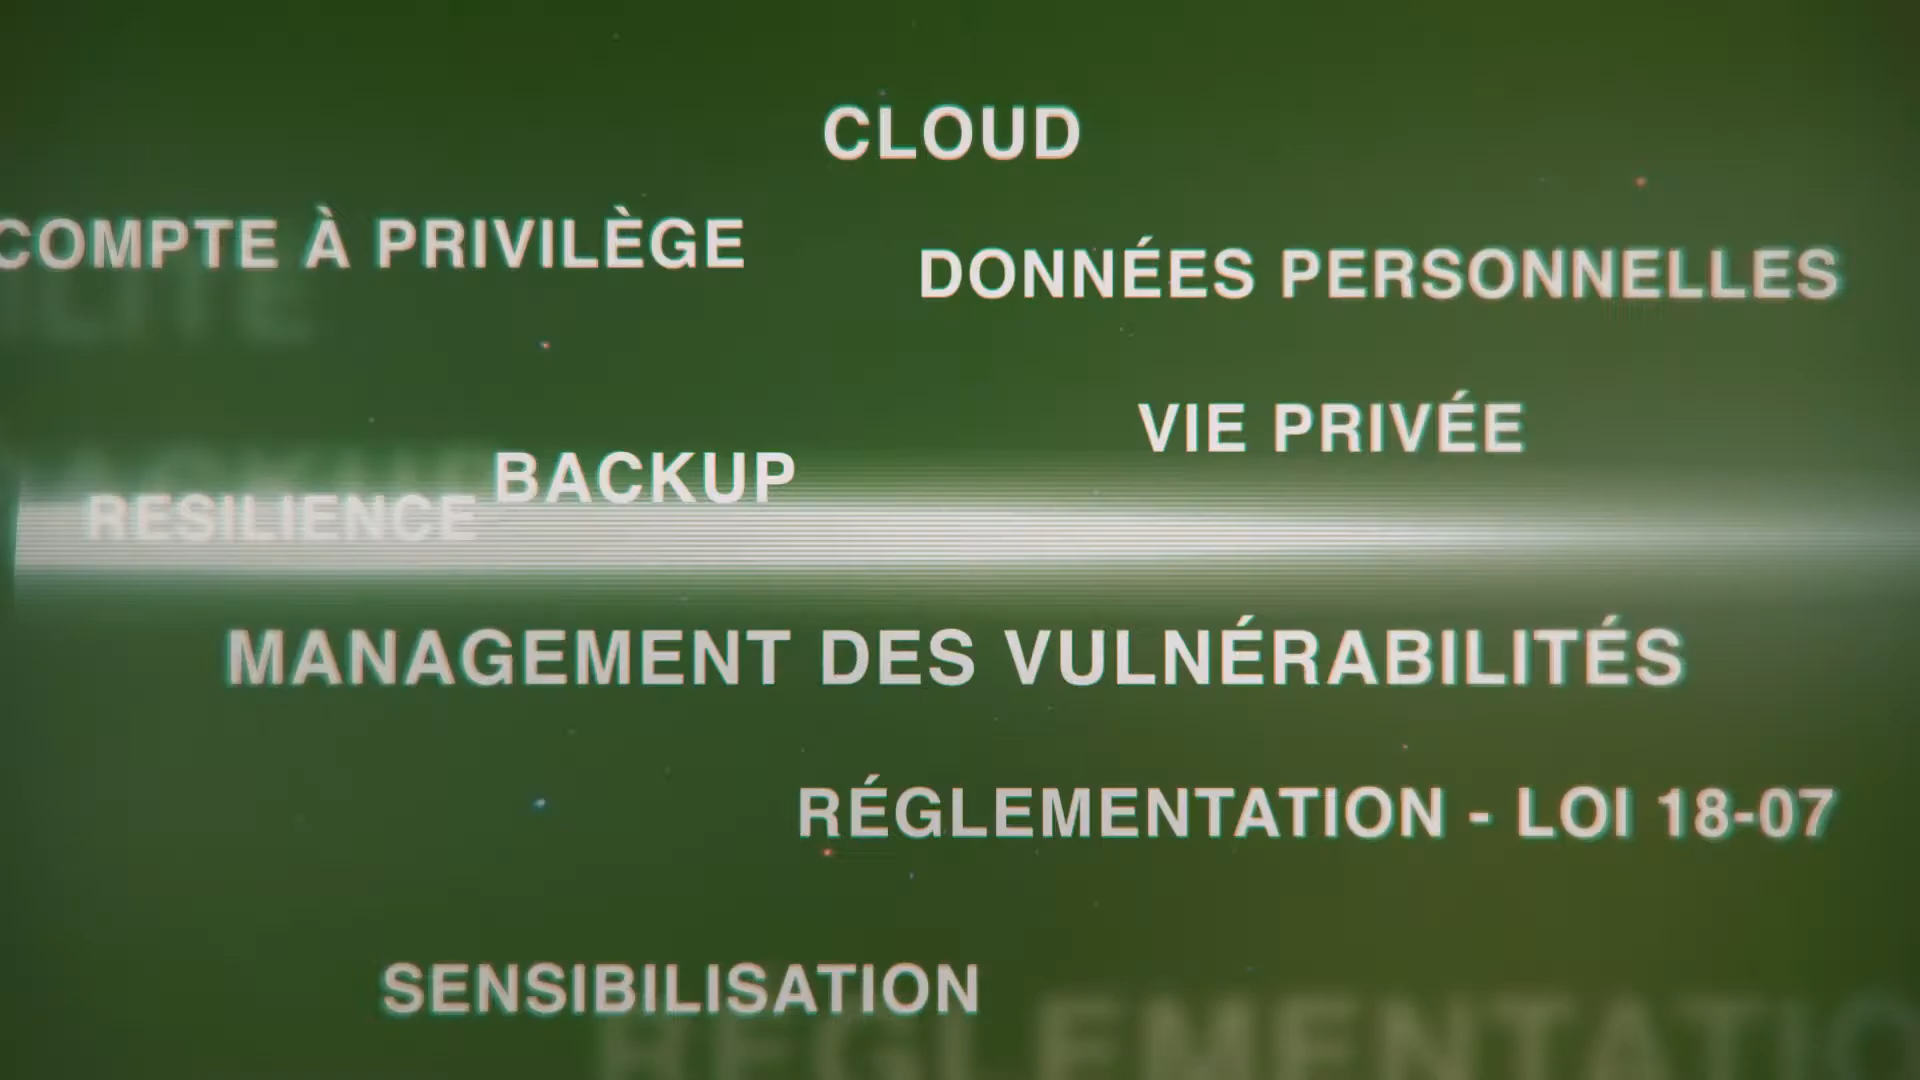 CLOUD
COMPTE À PRIVILÈGE
DONNÉES PERSONNELLES
VIE PRIVÉE
BACKUP
RESILIENCE
MANAGEMENT DES VULNÉRABILITÉS
RÉGLEMENTATION - LOI 18-07
SENSIBILISATION